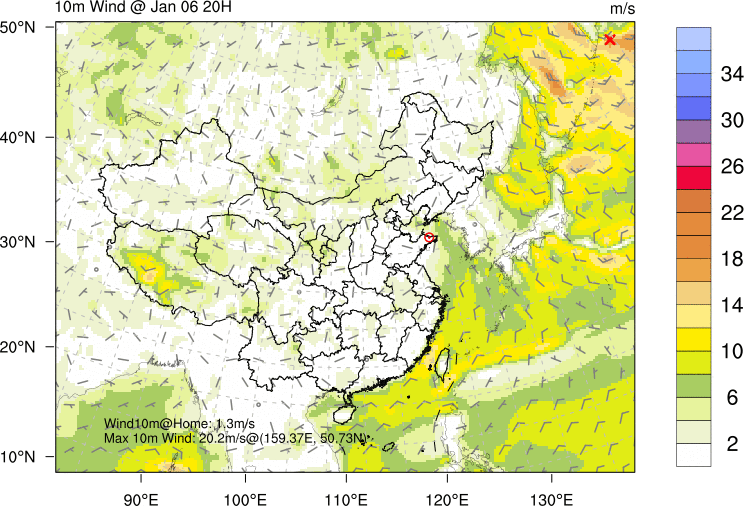 10m Wind @ Jan 06 20H
m/s
50°N
40°N
30°N
20°N
10°N
34
30
26
22
18
14
10
6
2
Wind10m@Home: 1.3m/s
Max 10m Wind: 20.2m/s@(159.37E, 50.73N)
90°E
100°E
110°E
120°E
130°E